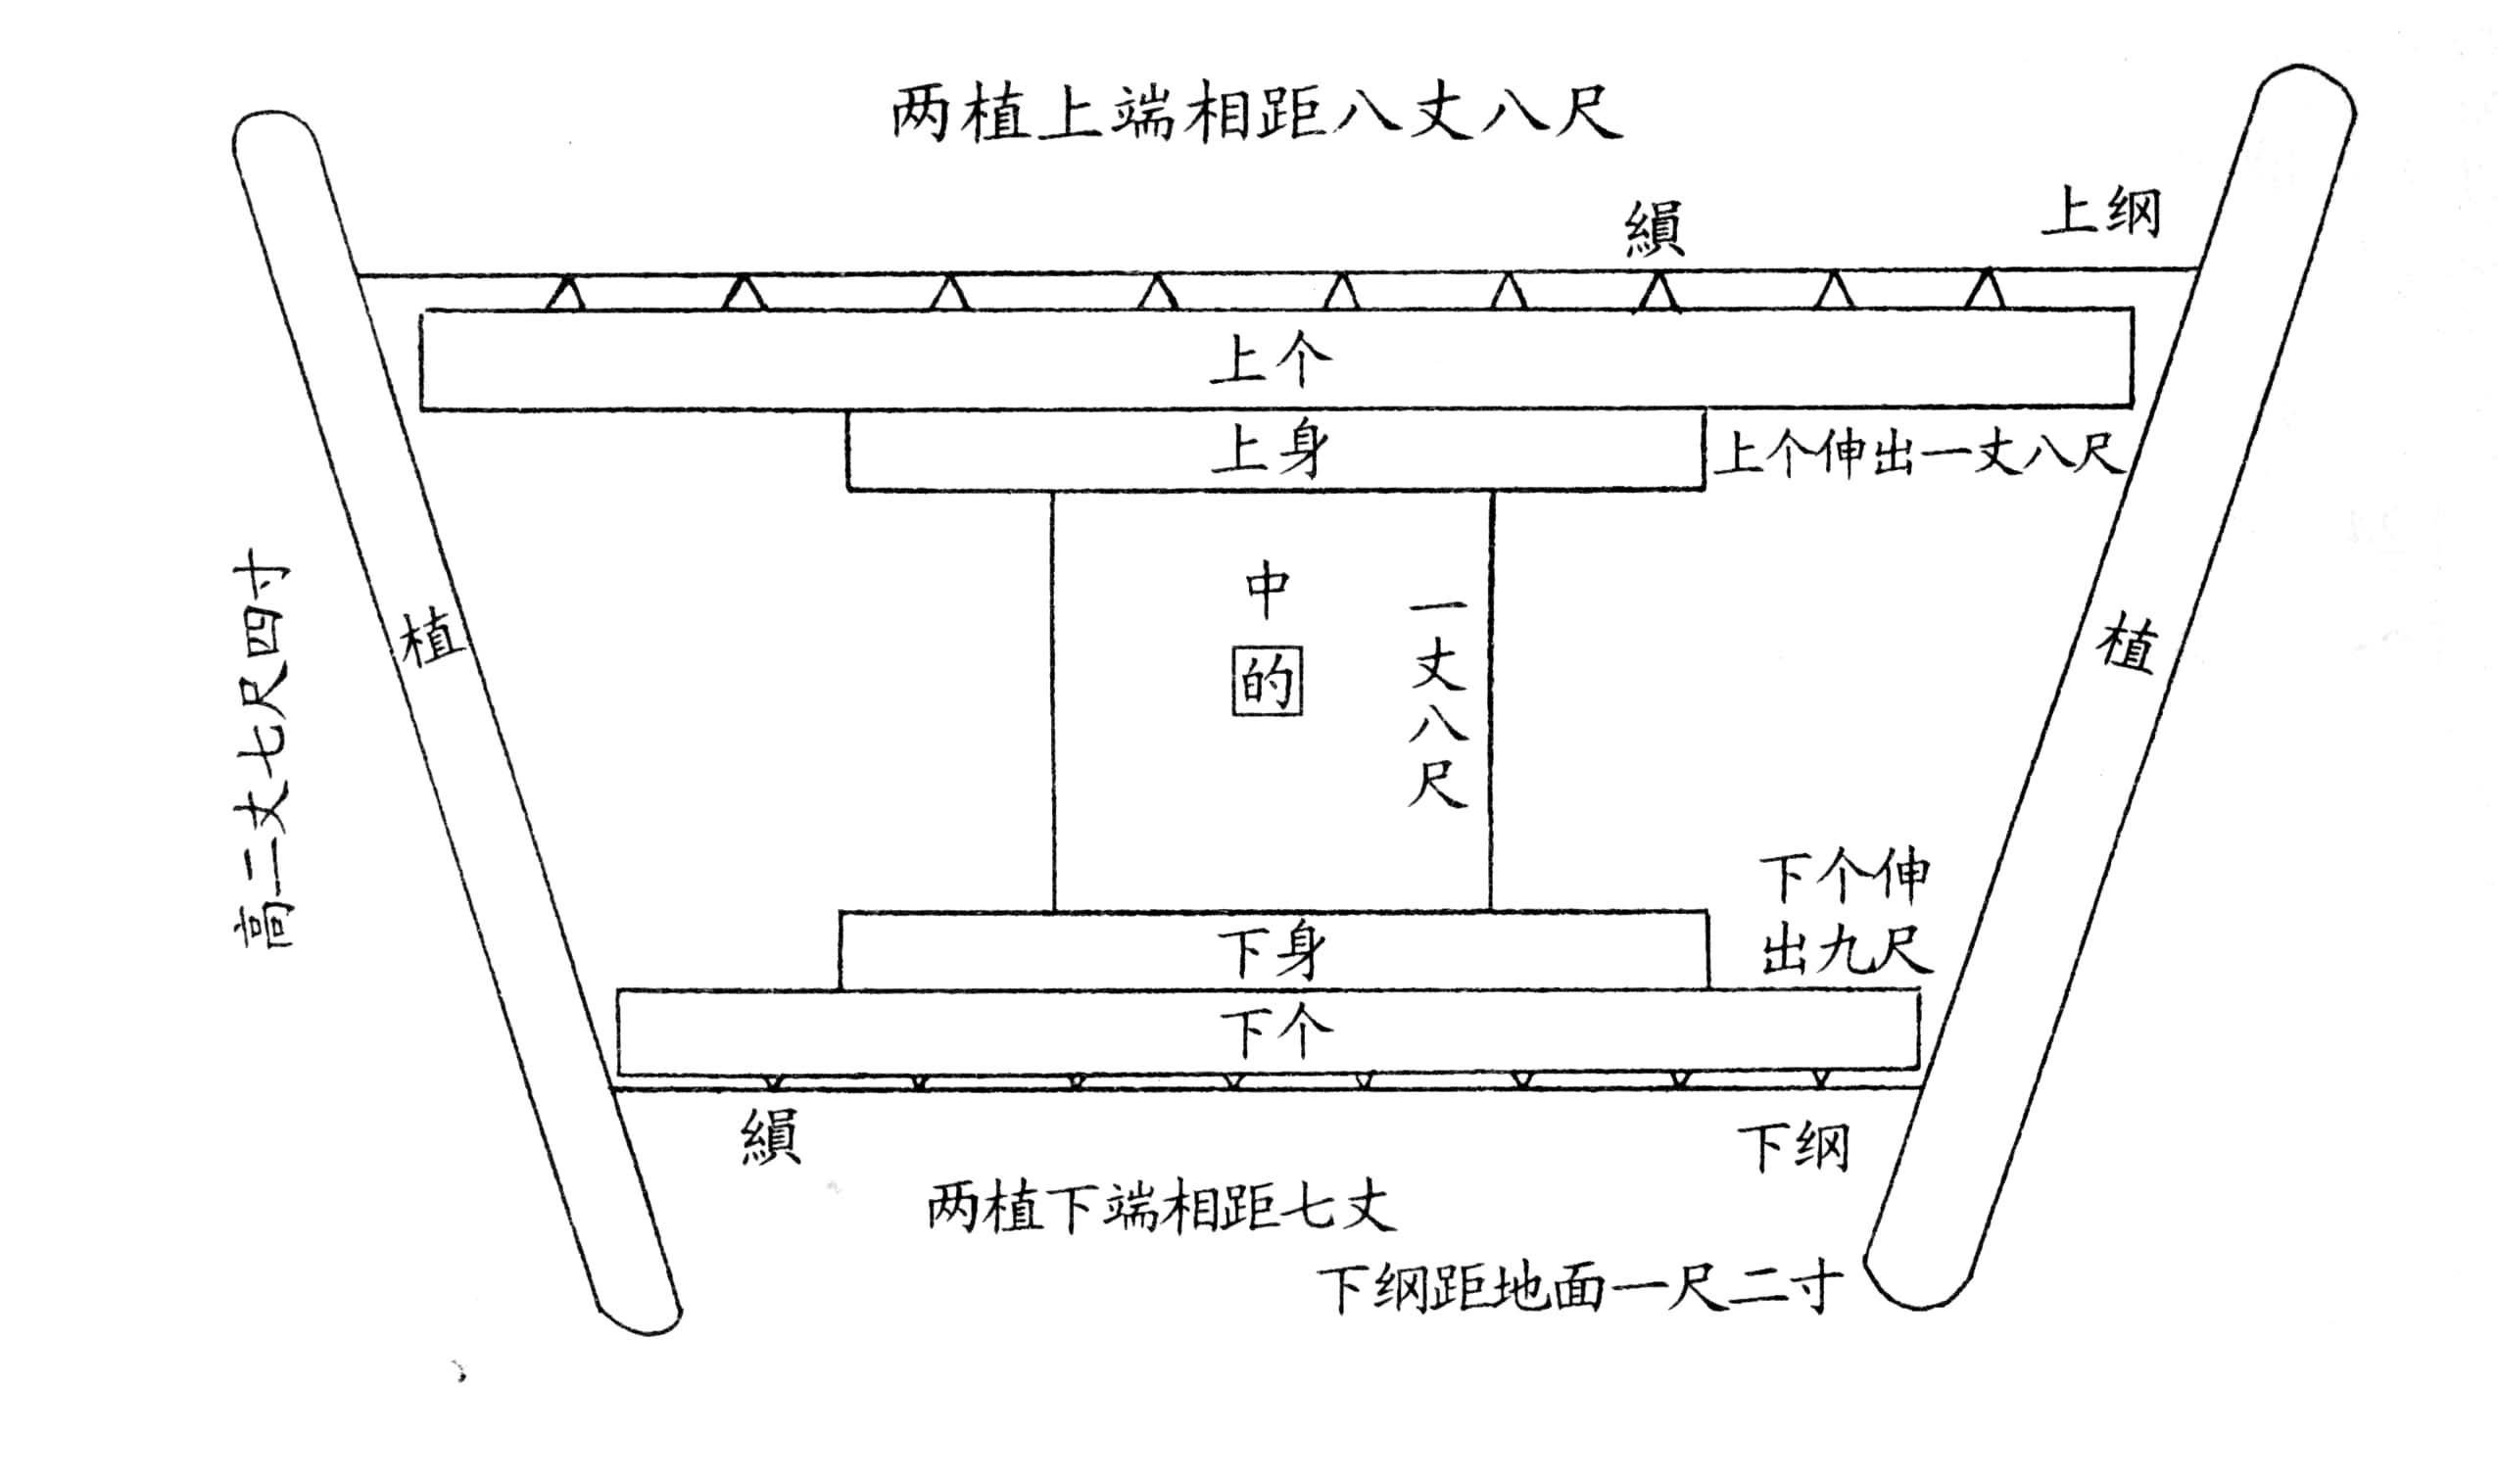 两植上端相距八丈八尺
縜
上纲
上个
上身
上个伸出一丈八尺
中
的
一丈八尺
植
植
高二丈七尺四寸
下个伸
出九尺
下身
下个
縜
下纲
两植下端相距七丈
下纲距地面一尺二寸